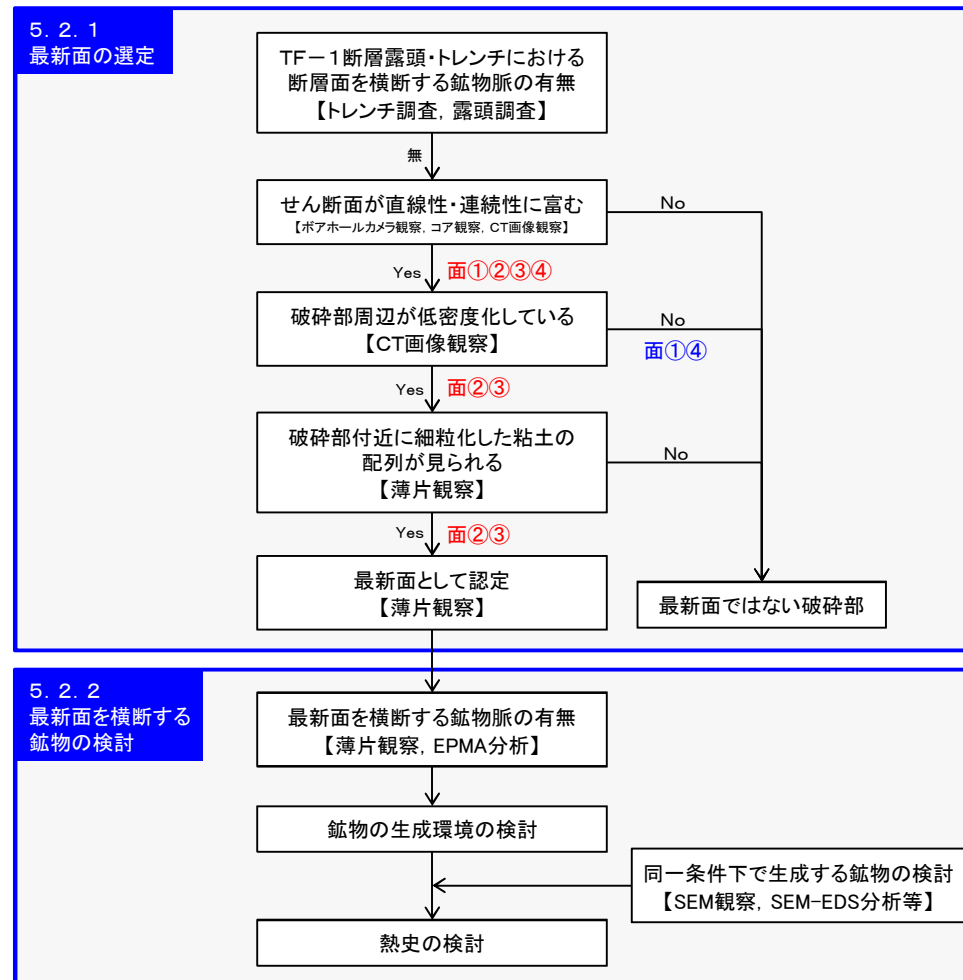 5．2．1
最新面の選定
TF－1断層露頭・トレンチにおける
断層面を横断する鉱物脈の有無
【トレンチ調査，露頭調査】
無
せん断面が直線性・連続性に富む
【ボアホールカメラ観察，コア観察，CT画像観察】
No
Yes
面①②③④
破砕部周辺が低密度化している
【CT画像観察】
No
面①④
Yes
面②③
破砕部付近に細粒化した粘土の
配列が見られる
【薄片観察】
No
Yes
面②③
最新面として認定
【薄片観察】
最新面ではない破砕部
5．2．2
最新面を横断する
鉱物の検討
最新面を横断する鉱物脈の有無
【薄片観察，EPMA分析】
鉱物の生成環境の検討
同一条件下で生成する鉱物の検討
【SEM観察，SEM-EDS分析等】
熱史の検討